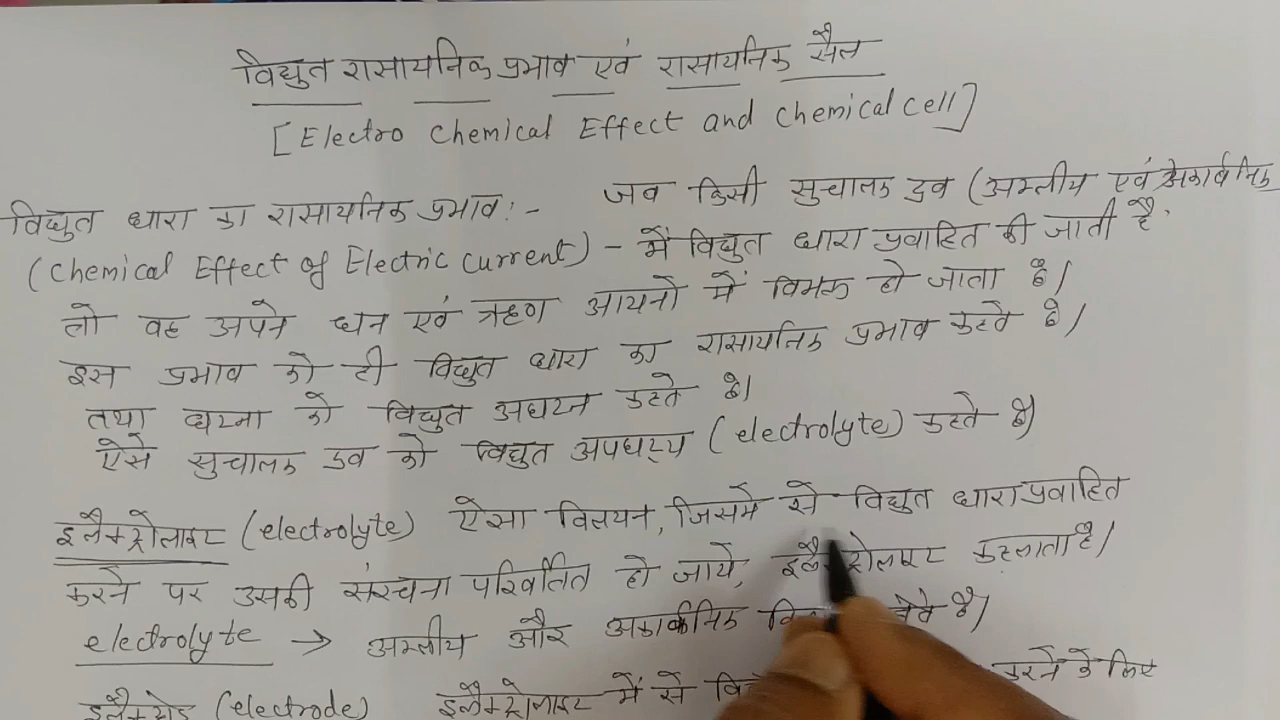 विद्युत रासायनिक प्रभाव एवं रासायनिक सैल
[Electro Chemical Effect and chemical cell]
विद्युत धारा का रासायनिक प्रभाव:- जब किसी सुचालक द्रव (अम्लीय एवं अकार्बनिक
(Chemical Effect of Electric current) - में विद्युत धारा प्रवाहित की जाती है,
तो वह अपने धन एवं ऋण आयनों में विभक्त हो जाता है।
इस प्रभाव को ही विद्युत धारा का रासायनिक प्रभाव कहते है।
तथा घटना को विद्युत अघटन कहते है।
ऐसे सुचालक द्रव को विद्युत अपघट्य (electrolyte) कहते है।
इलैक्ट्रोलाइट (electrolyte) ऐसा विलयन, जिसमें से विद्युत धारा प्रवाहित
करने पर उसकी संरचना परिवर्तित हो जाये, इलैक्ट्रोलाइट कहलाता है।
electrolyte → अम्लीय और अकार्बनिक होते है।
इलैक्ट्रोड (electrode) इलैक्ट्रोलाइट में से करने के लिए